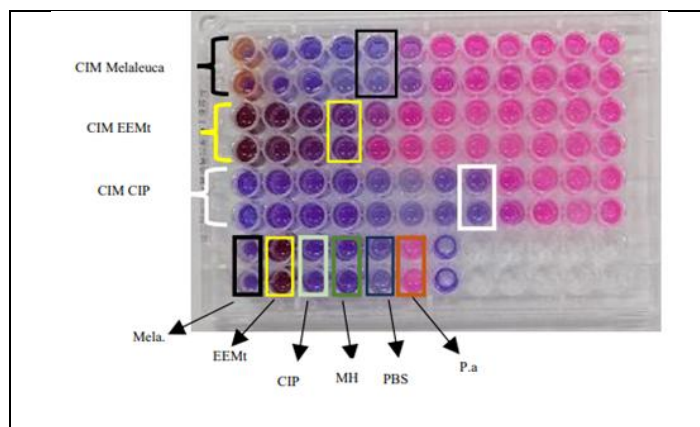 CIM Melaleuca
CIM EEMt
CIM CIP
Mela.
EEMt
CIP
MH
PBS
P.a